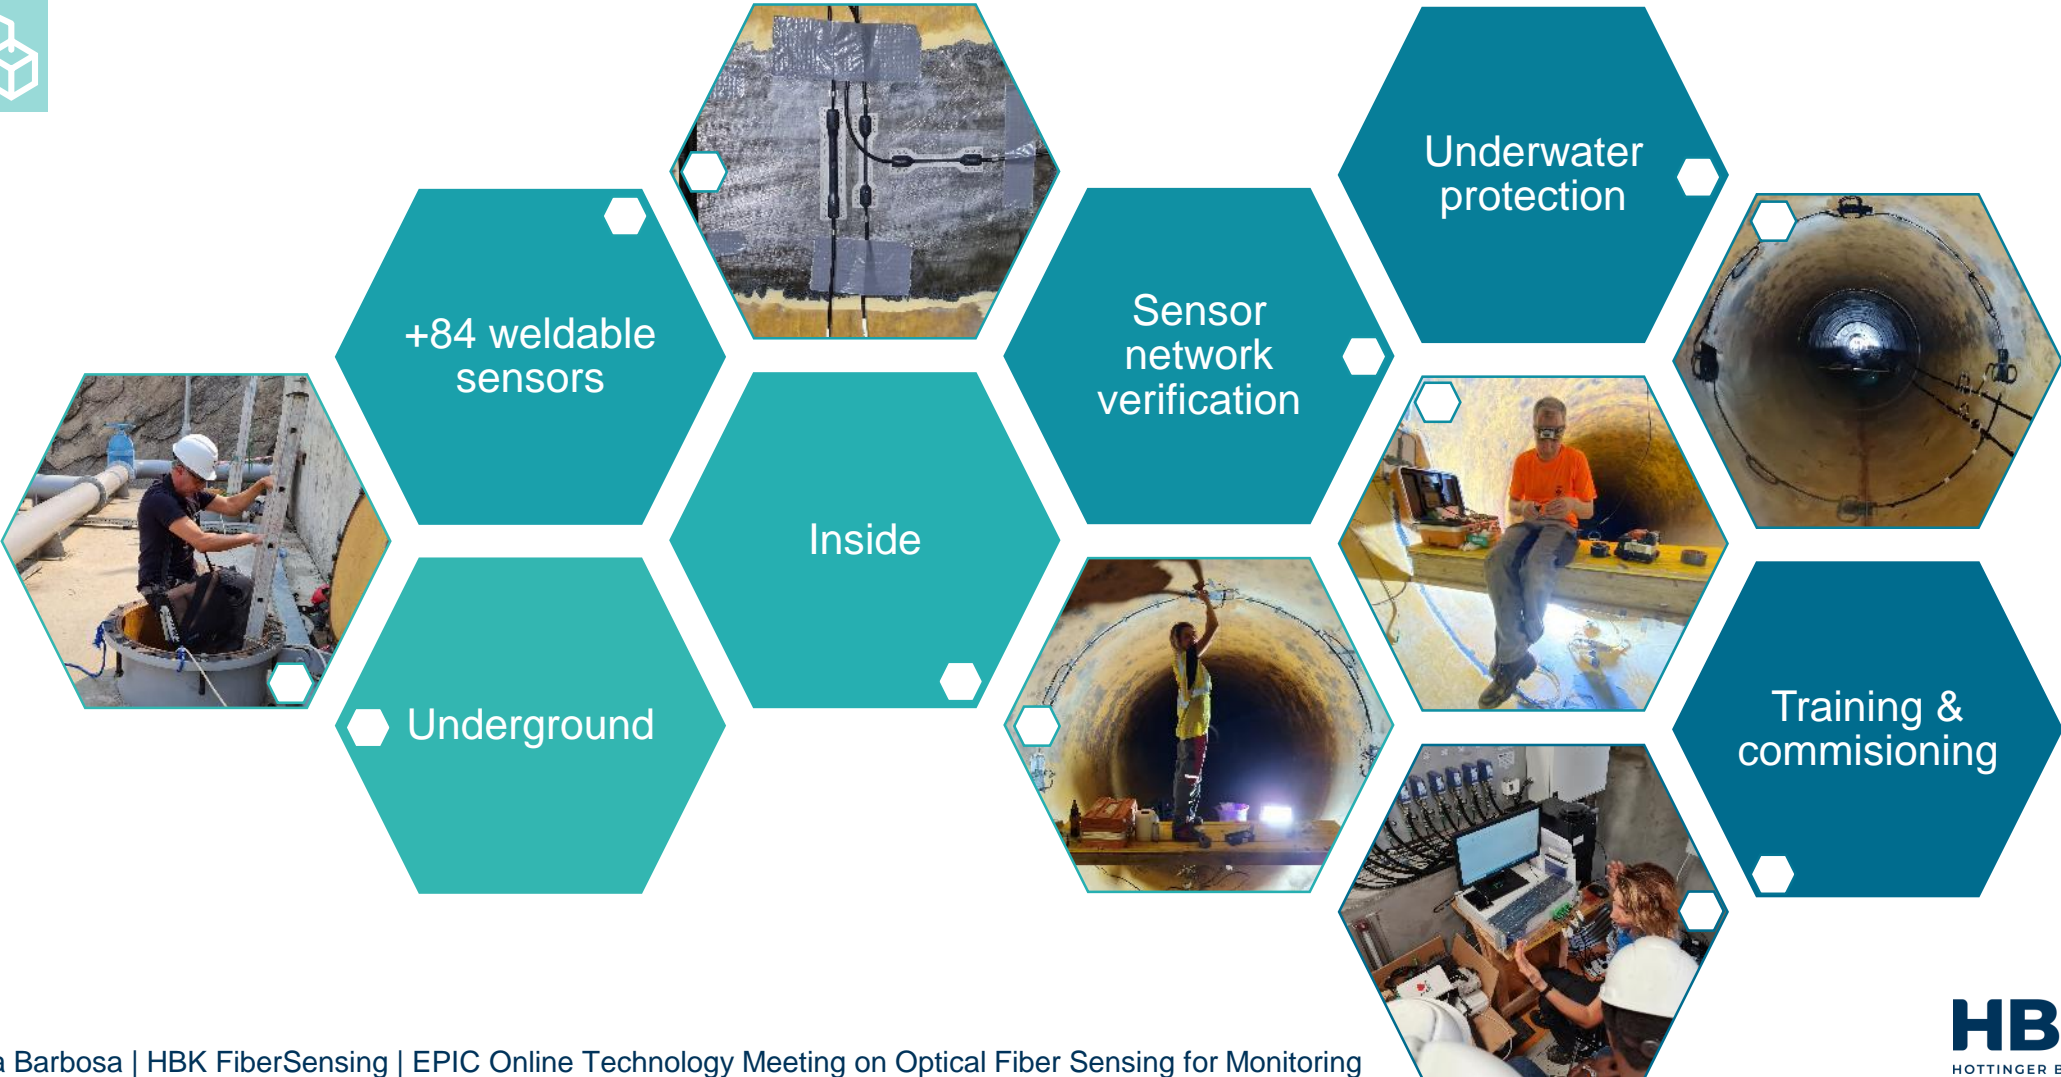 Underwater
protection
+84 weldable
sensors
Sensor
network
verification
Inside
Underground
Training &
commisioning
Barbosa | HBK FiberSensing | EPIC Online Technology Meeting on Optical Fiber Sensing for Monitoring
HB
HOTTINGER B